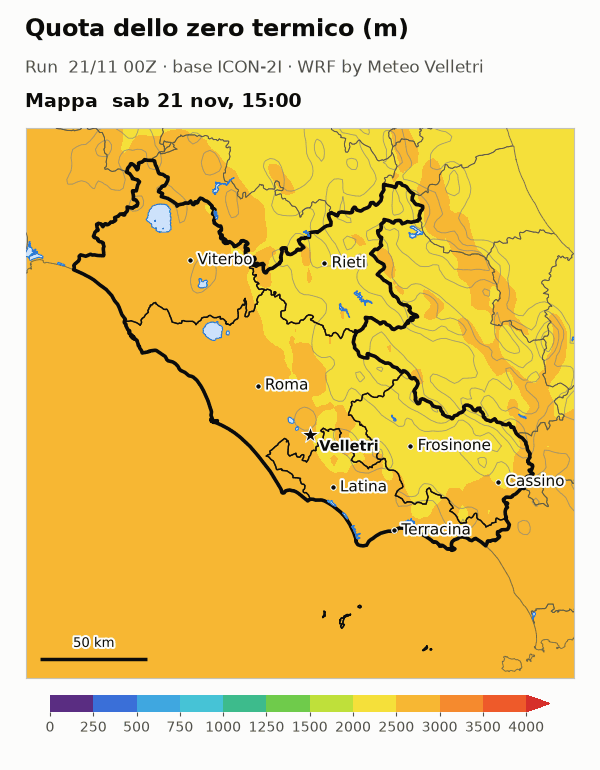 Quota dello zero termico (m)
Run  21/11 00Z · base ICON-2I · WRF by Meteo Velletri
Mappa  sab 21 nov, 15:00
Viterbo
Rieti
Roma
Velletri
Frosinone
Cassino
Latina
Terracina
50 km
0 250 500 750 1000 1250 1500 2000 2500 3000 3500 4000